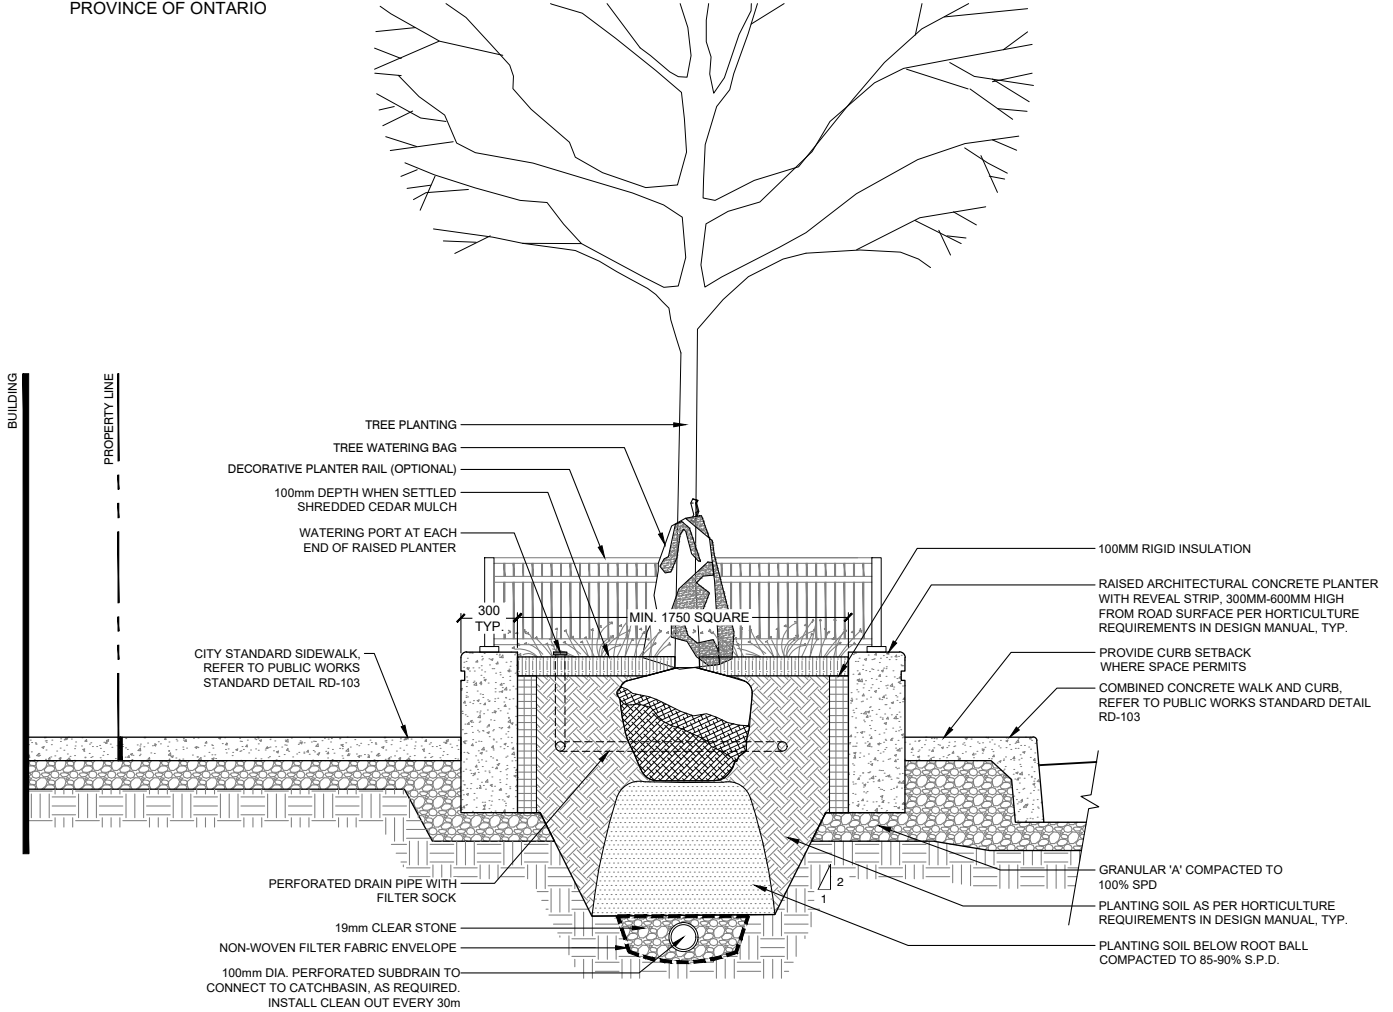 PROVINCE OF ONTARIO
BUILDING
PROPERTY LINE
TREE PLANTING
TREE WATERING BAG
DECORATIVE PLANTER RAIL (OPTIONAL)
100mm DEPTH WHEN SETTLED
SHREDDED CEDAR MULCH
WATERING PORT AT EACH
END OF RAISED PLANTER
300
TYP.
MIN. 1750 SQUARE
CITY STANDARD SIDEWALK,
REFER TO PUBLIC WORKS
STANDARD DETAIL RD-103
PERFORATED DRAIN PIPE WITH
FILTER SOCK
19mm CLEAR STONE
NON-WOVEN FILTER FABRIC ENVELOPE
100mm DIA. PERFORATED SUBDRAIN TO
CONNECT TO CATCHBASIN, AS REQUIRED.
INSTALL CLEAN OUT EVERY 30m
100MM RIGID INSULATION
RAISED ARCHITECTURAL CONCRETE PLANTER
WITH REVEAL STRIP, 300MM-600MM HIGH
FROM ROAD SURFACE PER HORTICULTURE
REQUIREMENTS IN DESIGN MANUAL, TYP.
PROVIDE CURB SETBACK
WHERE SPACE PERMITS
COMBINED CONCRETE WALK AND CURB,
REFER TO PUBLIC WORKS STANDARD DETAIL
RD-103
2
1
GRANULAR 'A' COMPACTED TO
100% SPD
PLANTING SOIL AS PER HORTICULTURE
REQUIREMENTS IN DESIGN MANUAL, TYP.
PLANTING SOIL BELOW ROOT BALL
COMPACTED TO 85-90% S.P.D.